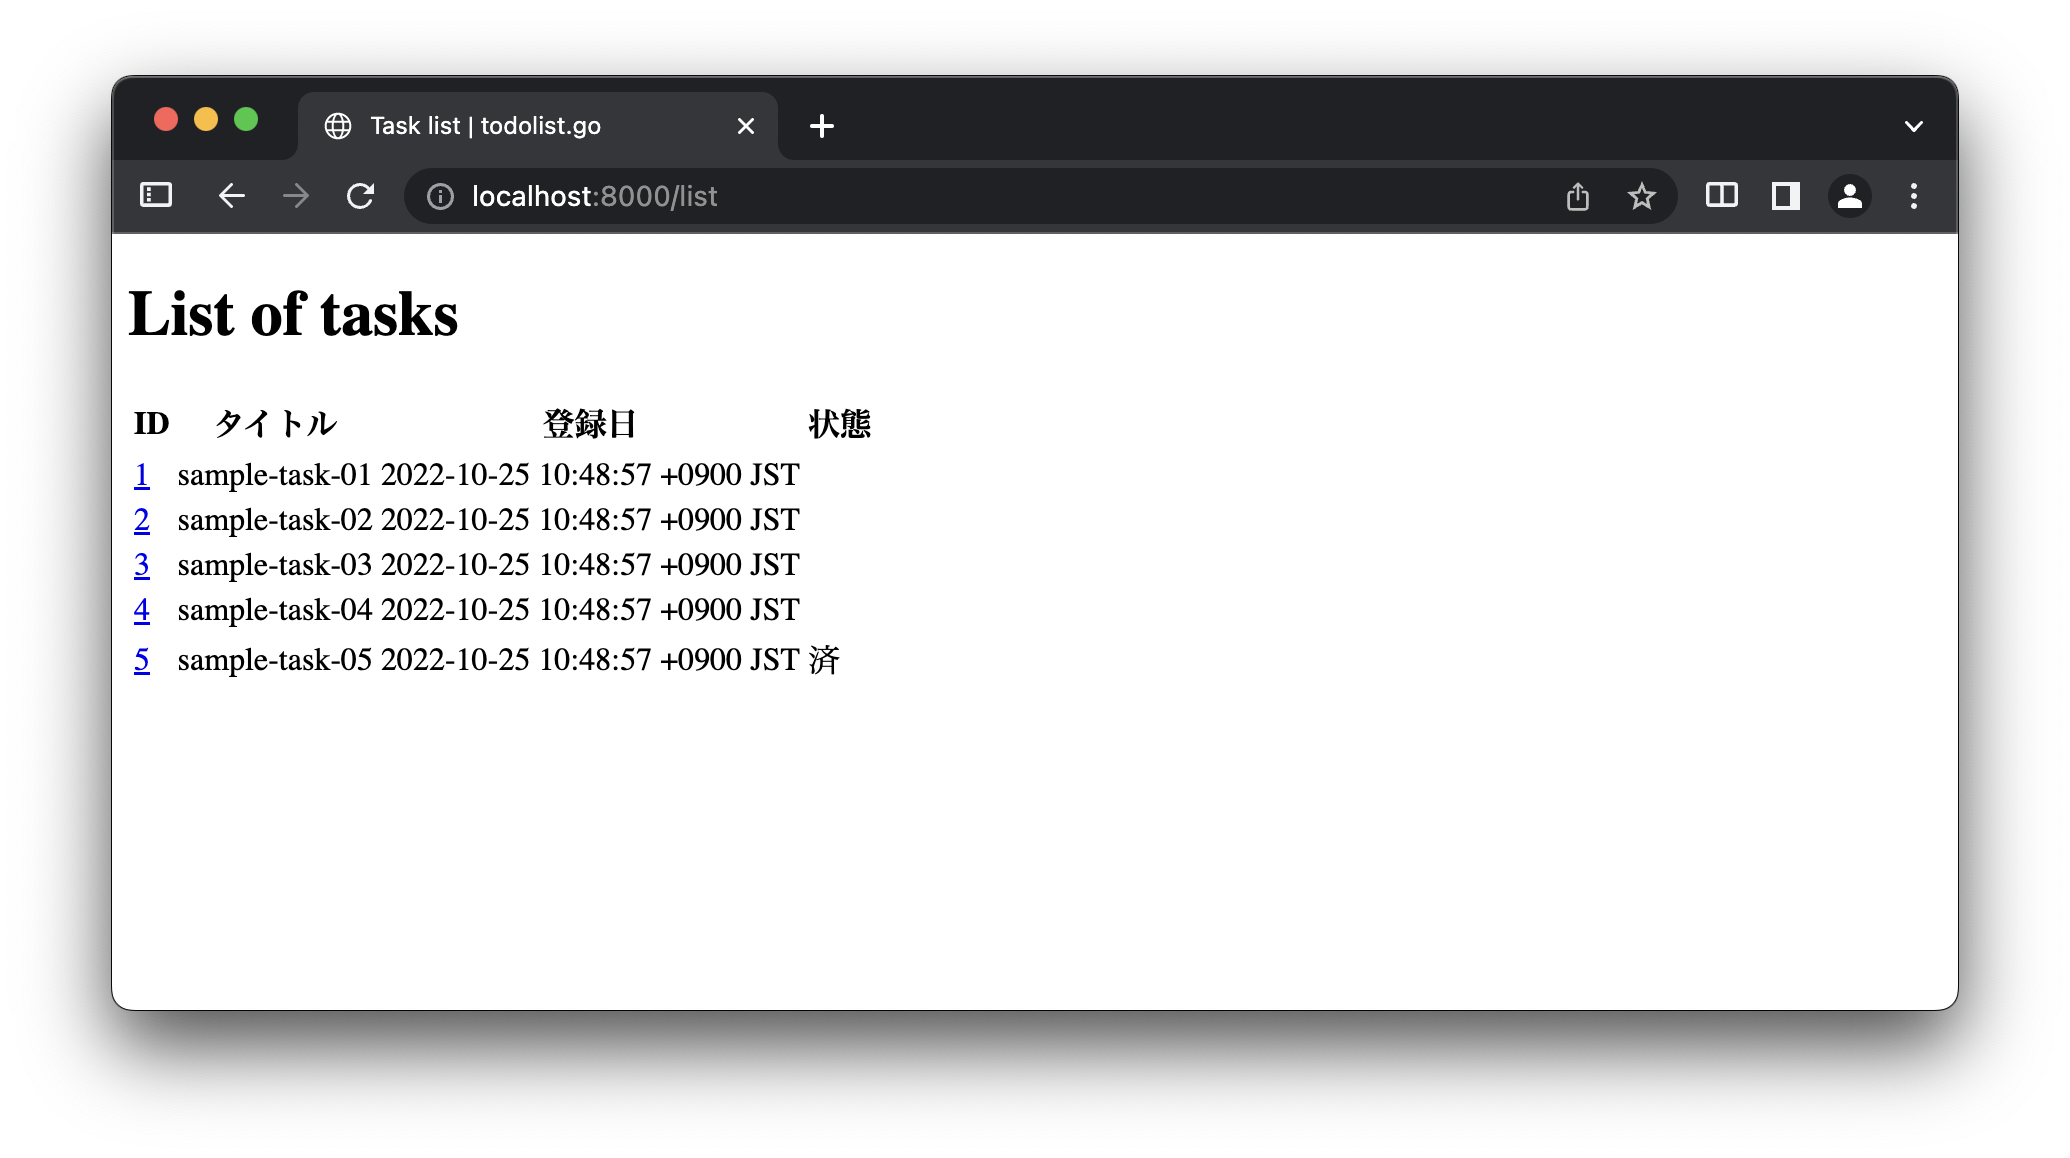 Task list | todolist.go
localhost:8000/list
List of tasks
ID タイトル 登録日 状態
1 sample-task-01 2022-10-25 10:48:57 +0900 JST
2 sample-task-02 2022-10-25 10:48:57 +0900 JST
3 sample-task-03 2022-10-25 10:48:57 +0900 JST
4 sample-task-04 2022-10-25 10:48:57 +0900 JST
5 sample-task-05 2022-10-25 10:48:57 +0900 JST 済